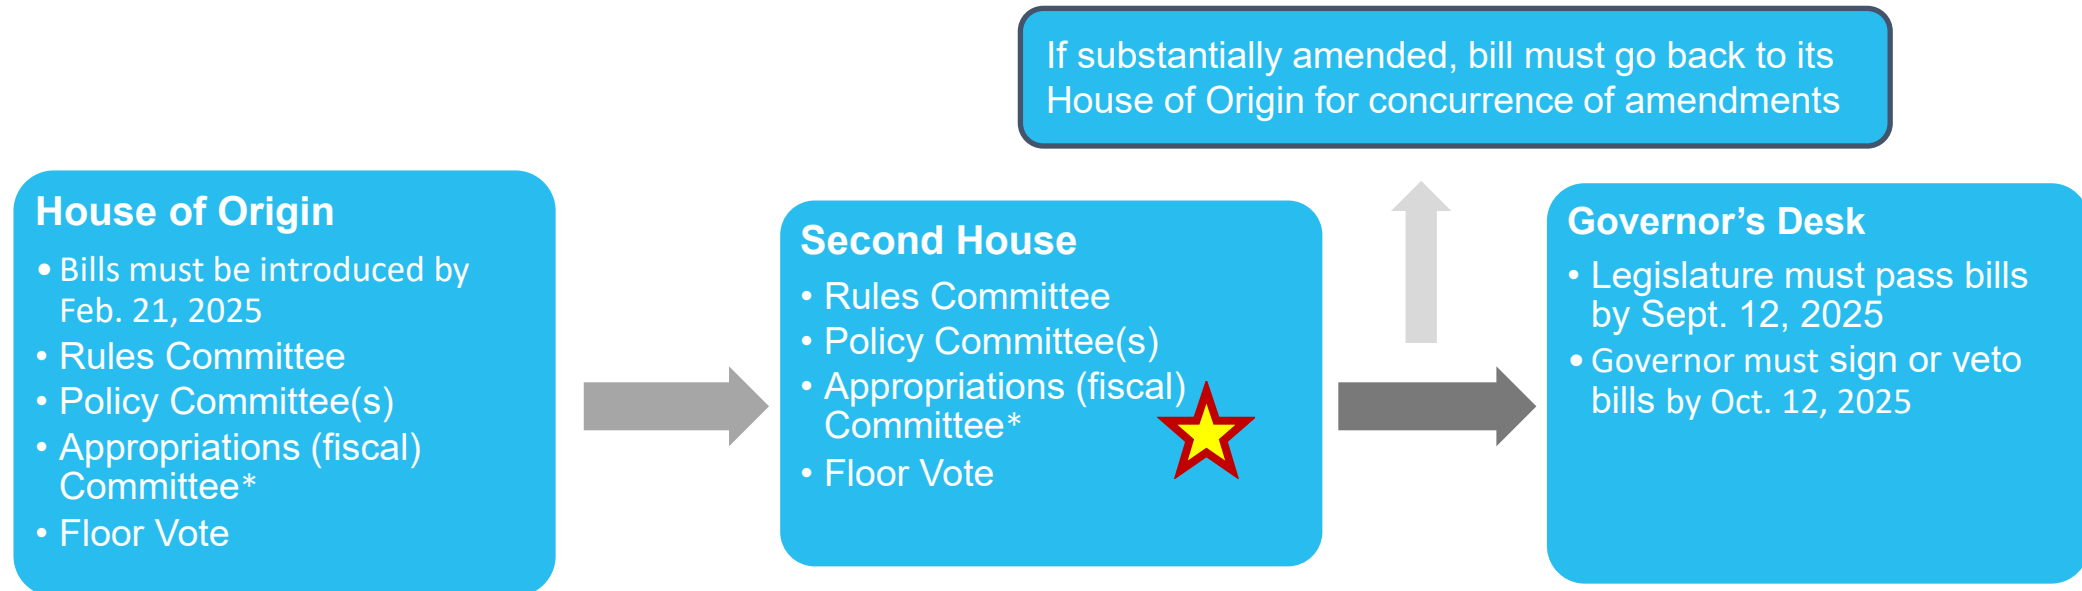 If substantially amended, bill must go back to its
House of Origin for concurrence of amendments
House of Origin
• Bills must be introduced by
Feb. 21, 2025
• Rules Committee
• Policy Committee(s)
• Appropriations (fiscal)
Committee*
• Floor Vote
Second House
• Rules Committee
• Policy Committee(s)
• Appropriations (fiscal)
Committee*
• Floor Vote
Governor’s Desk
• Legislature must pass bills
by Sept. 12, 2025
• Governor must sign or veto
bills by Oct. 12, 2025